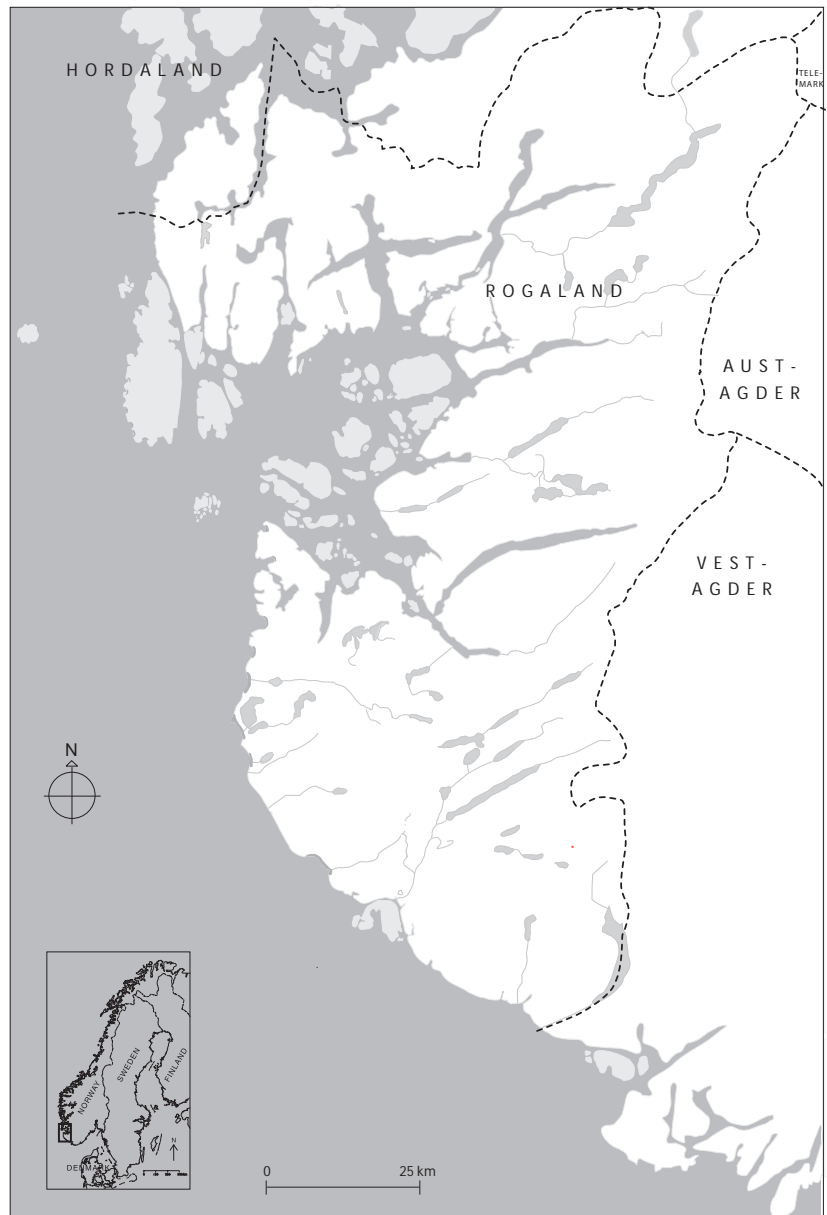 HORDALAND
TELE-
MARK
ROGALAND
AUST-
AGDER
VEST-
AGDER
N
NORWAY
SWEDEN
FINLAND
DENMARK
N
0 25 km